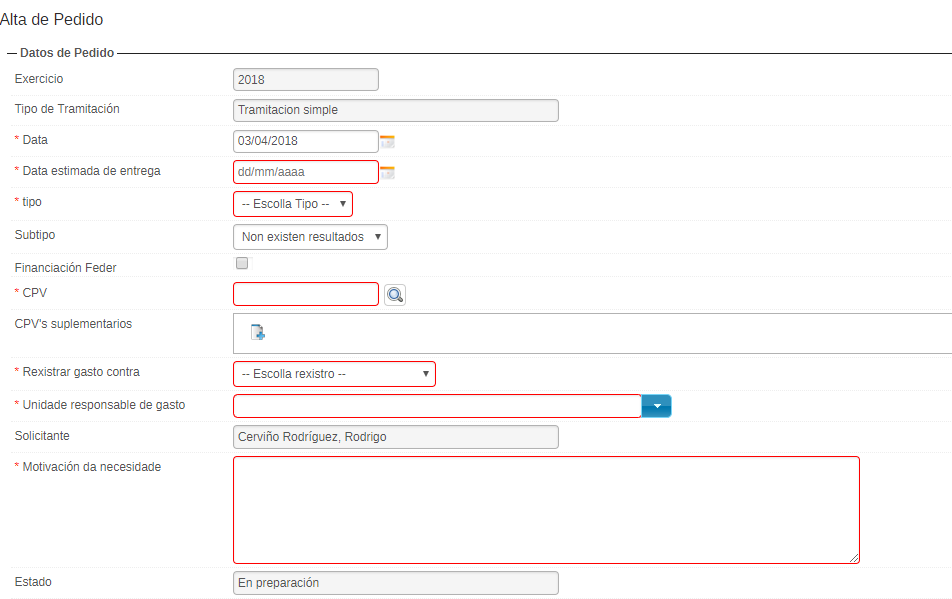 Alta de Pedido
Datos de Pedido
Exercicio 2018
Tipo de Tramitación Tramitacion simple
* Data 03/04/2018
* Data estimada de entrega dd/mm/aaaa
* tipo -- Escolla Tipo --
Subtipo Non existen resultados
Financiación Feder
* CPV
CPV's suplementarios
* Rexistrar gasto contra -- Escolla rexistro --
* Unidade responsable de gasto
Solicitante Cerviño Rodríguez, Rodrigo
* Motivación da necesidade
Estado En preparación